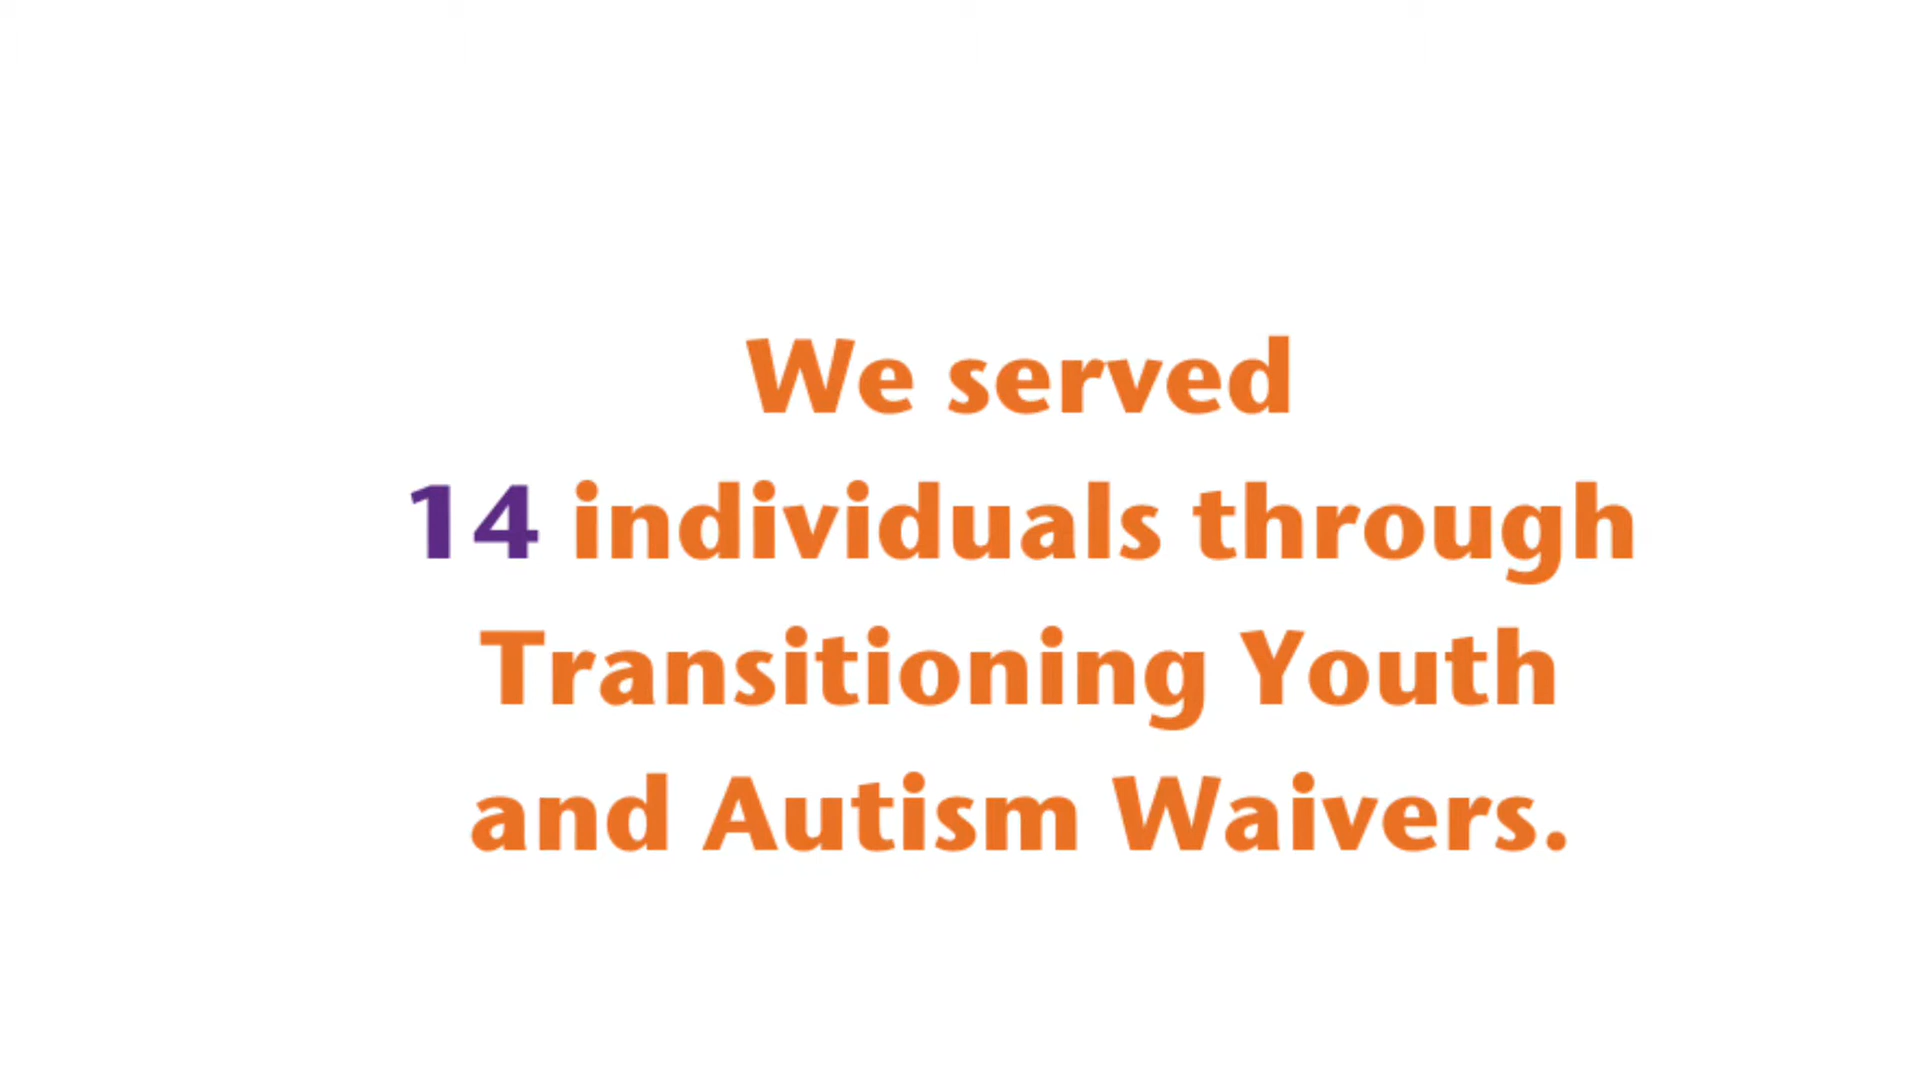 We served
14 individuals through
Transitioning Youth
and Autism Waivers.